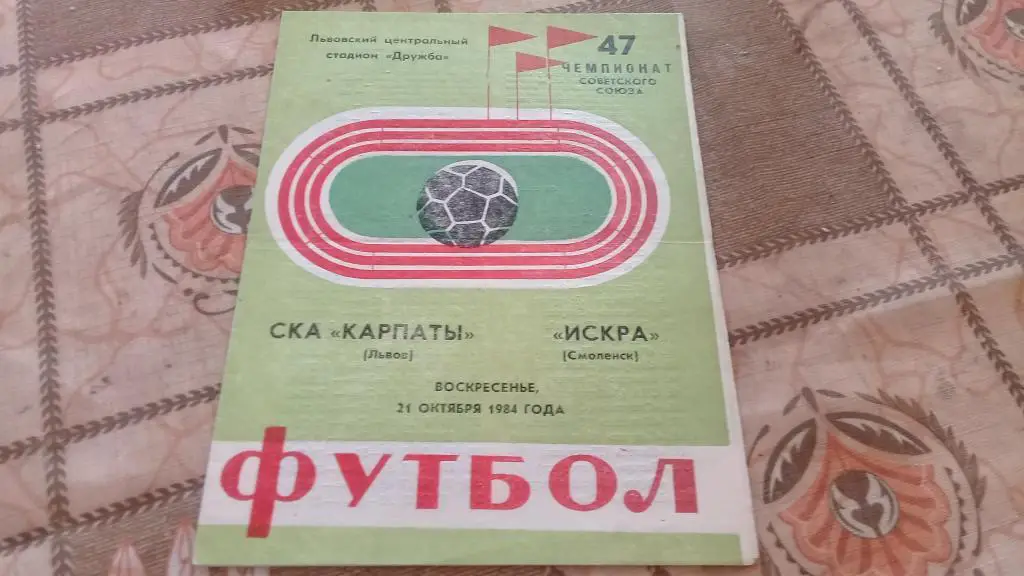 Львовский центральный
стадион «Дружба»
47
ЧЕМПИОНАТ
СОВЕТСКОГО
СОЮЗА
СКА «КАРПАТЫ»
(Львов)
«ИСКРА»
(Смоленск)
ВОСКРЕСЕНЬЕ,
21 ОКТЯБРЯ 1984 ГОДА
ФУТБОЛ